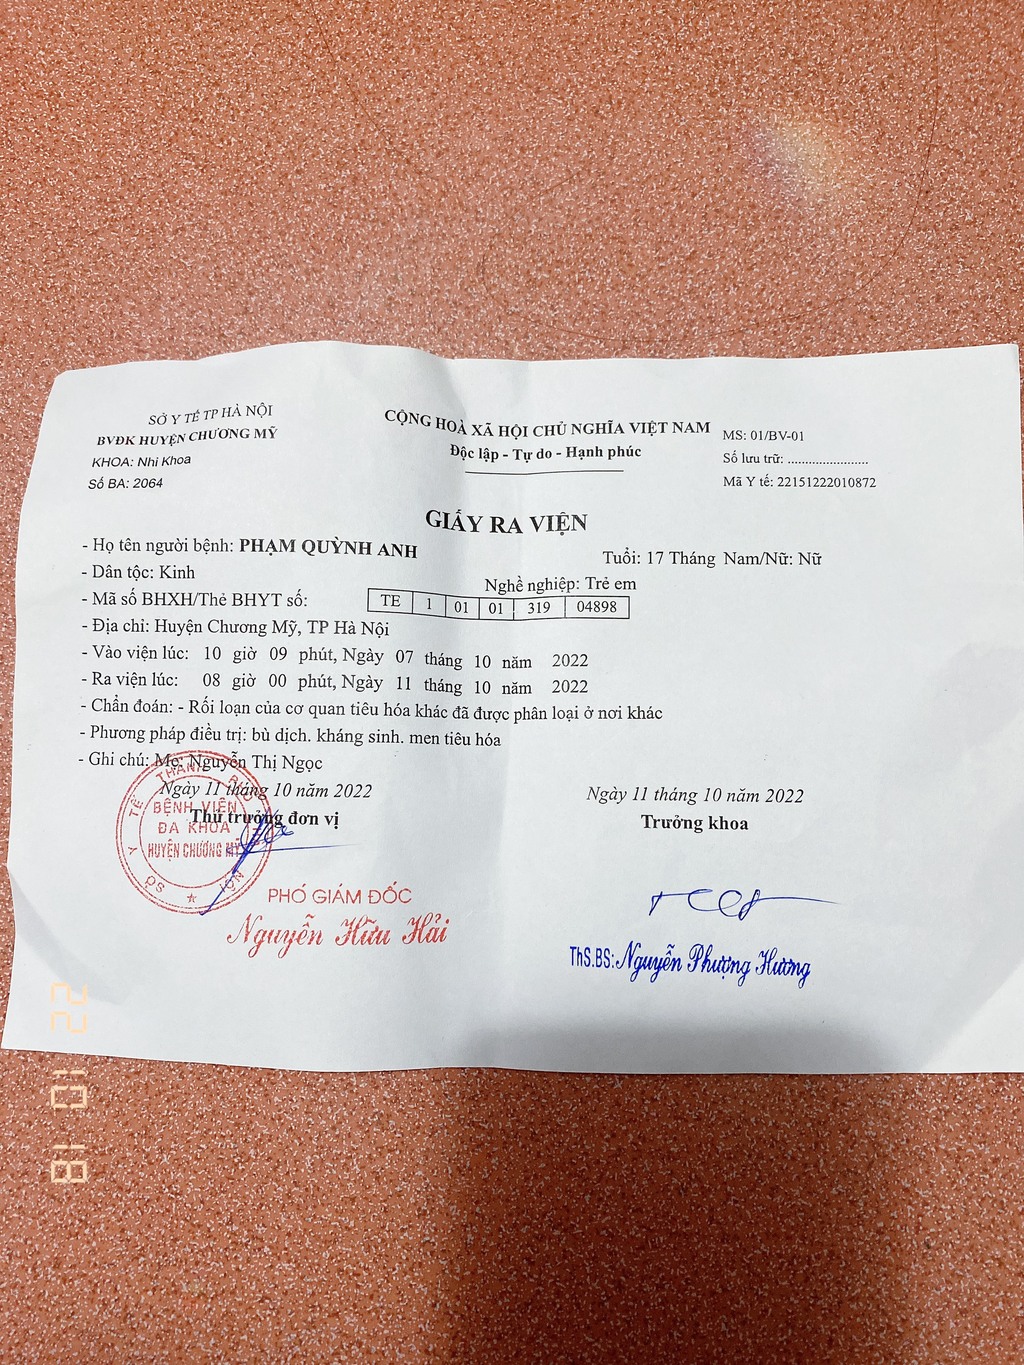 SỞ Y TẾ TP HÀ NỘI
BVĐK HUYỆN CHƯƠNG MỸ
KHOA: Nhi Khoa
Số BA: 2064
CỘNG HOÀ XÃ HỘI CHỦ NGHĨA VIỆT NAM
Độc lập - Tự do - Hạnh phúc
MS: 01/BV-01
Số lưu trữ: .......................
Mã Y tế: 22151222010872
GIẤY RA VIỆN
- Họ tên người bệnh: PHẠM QUỲNH ANH
Tuổi: 17 Tháng Nam/Nữ: Nữ
- Dân tộc: Kinh
Nghề nghiệp: Trẻ em
- Mã số BHXH/Thẻ BHYT số: TE 1 01 01 319 04898
- Địa chỉ: Huyện Chương Mỹ, TP Hà Nội
- Vào viện lúc: 10 giờ 09 phút, Ngày 07 tháng 10 năm 2022
- Ra viện lúc: 08 giờ 00 phút, Ngày 11 tháng 10 năm 2022
- Chẩn đoán: - Rối loạn của cơ quan tiêu hóa khác đã được phân loại ở nơi khác
- Phương pháp điều trị: bù dịch. kháng sinh. men tiêu hóa
- Ghi chú: Mẹ: Nguyễn Thị Ngọc
Ngày 11 tháng 10 năm 2022
Thủ trưởng đơn vị
SỞ Y TẾ THÀNH PHỐ NỘI
BỆNH VIỆN
ĐA KHOA
HUYỆN CHƯƠNG MỸ
PHÓ GIÁM ĐỐC
Nguyễn Hữu Hải
Ngày 11 tháng 10 năm 2022
Trưởng khoa
ThS.BS: Nguyễn Phượng Hương
22 10 18